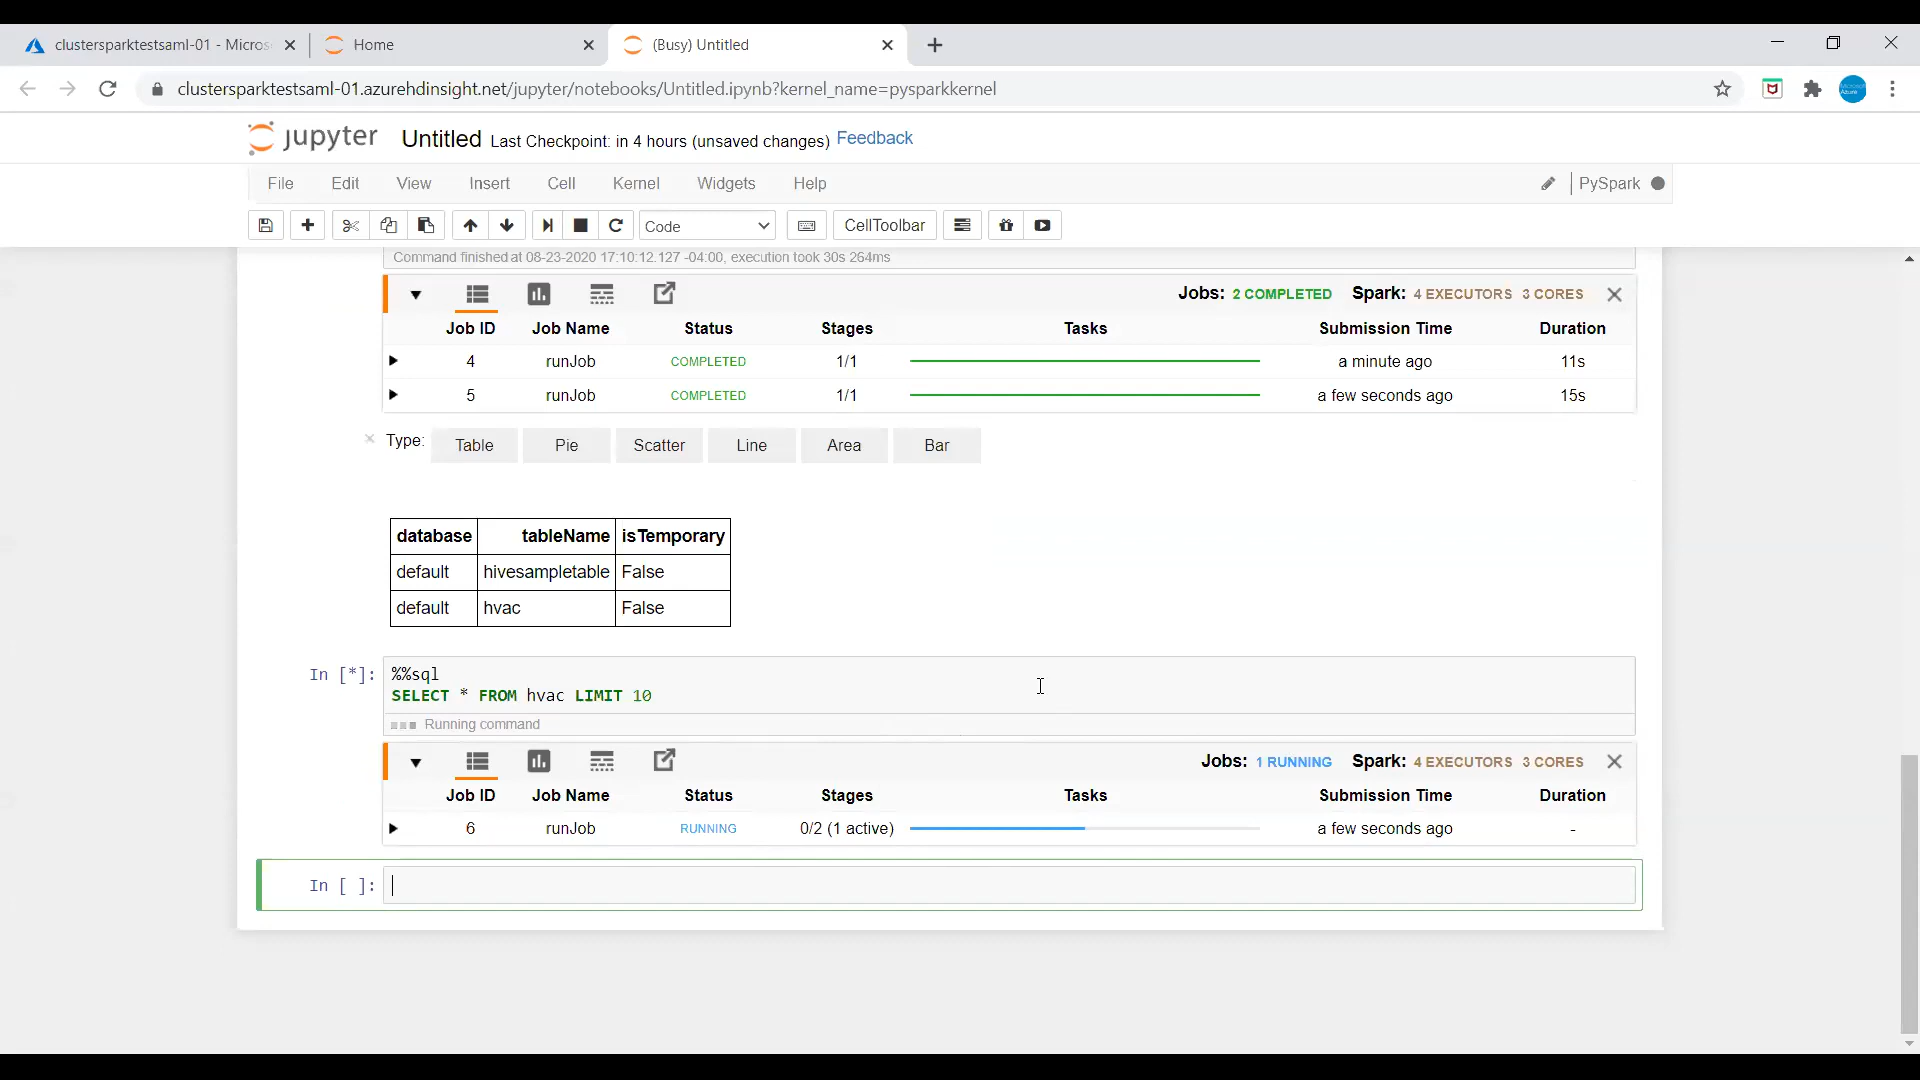 clustersparktestsaml-01 - Micros
Home
(Busy) Untitled
clustersparktestsaml-01.azurehdinsight.net/jupyter/notebooks/Untitled.ipynb?kernel_name=pysparkkernel
jupyter Untitled Last Checkpoint: in 4 hours (unsaved changes) Feedback
File Edit View Insert Cell Kernel Widgets Help PySpark
Code CellToolbar
Command finished at 08-23-2020 17:10:12.127 -04:00, execution took 30s 264ms
Jobs: 2 COMPLETED Spark: 4 EXECUTORS 3 CORES
Job ID Job Name Status Stages Tasks Submission Time Duration
4 runJob COMPLETED 1/1 a minute ago 11s
5 runJob COMPLETED 1/1 a few seconds ago 15s
Type: Table Pie Scatter Line Area Bar
database tableName isTemporary
default hivesampletable False
default hvac False
In [*]: %%sql
SELECT * FROM hvac LIMIT 10
Running command
Jobs: 1 RUNNING Spark: 4 EXECUTORS 3 CORES
Job ID Job Name Status Stages Tasks Submission Time Duration
6 runJob RUNNING 0/2 (1 active) a few seconds ago -
In [ ]: